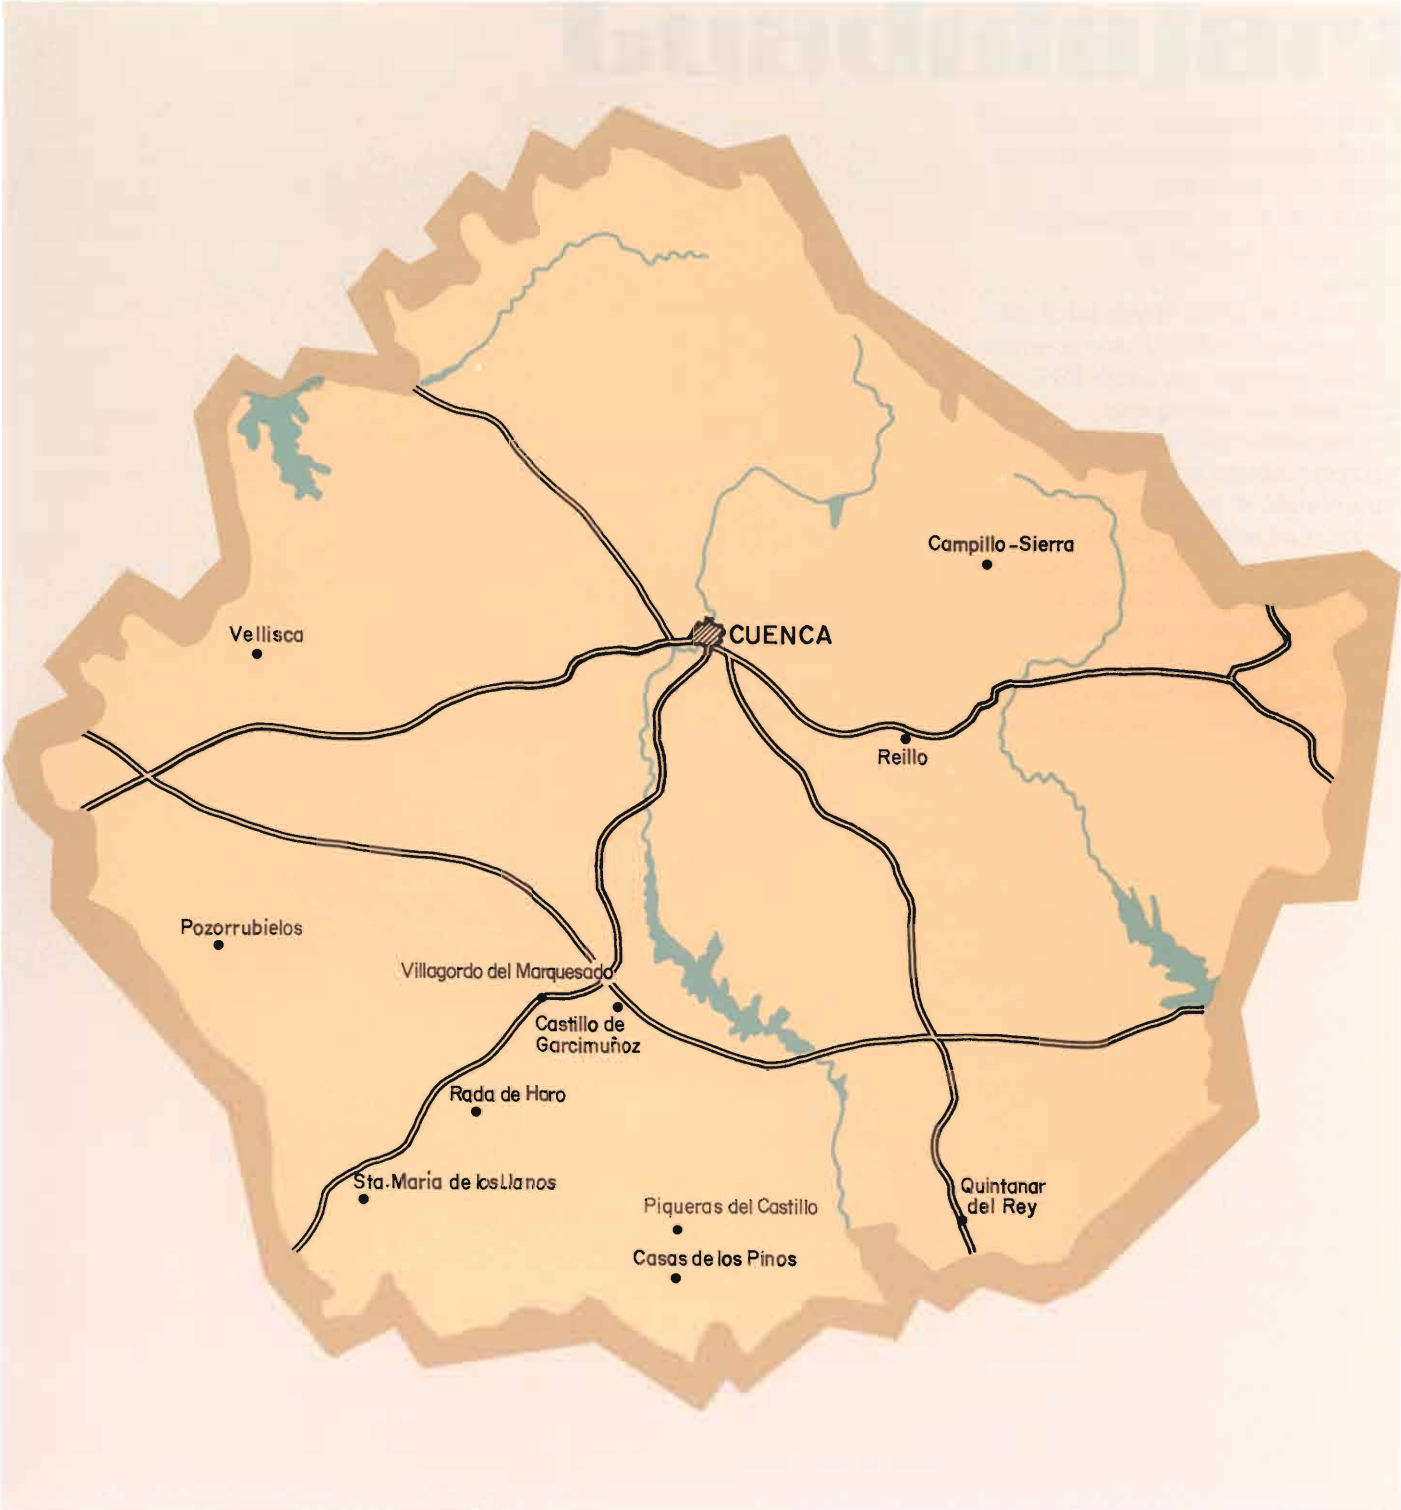 Campillo-Sierra
Vellisca
CUENCA
Reillo
Pozorrubielos
Villagordo del Marquesado
Castillo de
Garcimuñoz
Rada de Haro
Sta. Maria de los Llanos
Quintanar
del Rey
Piqueras del Castillo
Casas de los Pinos